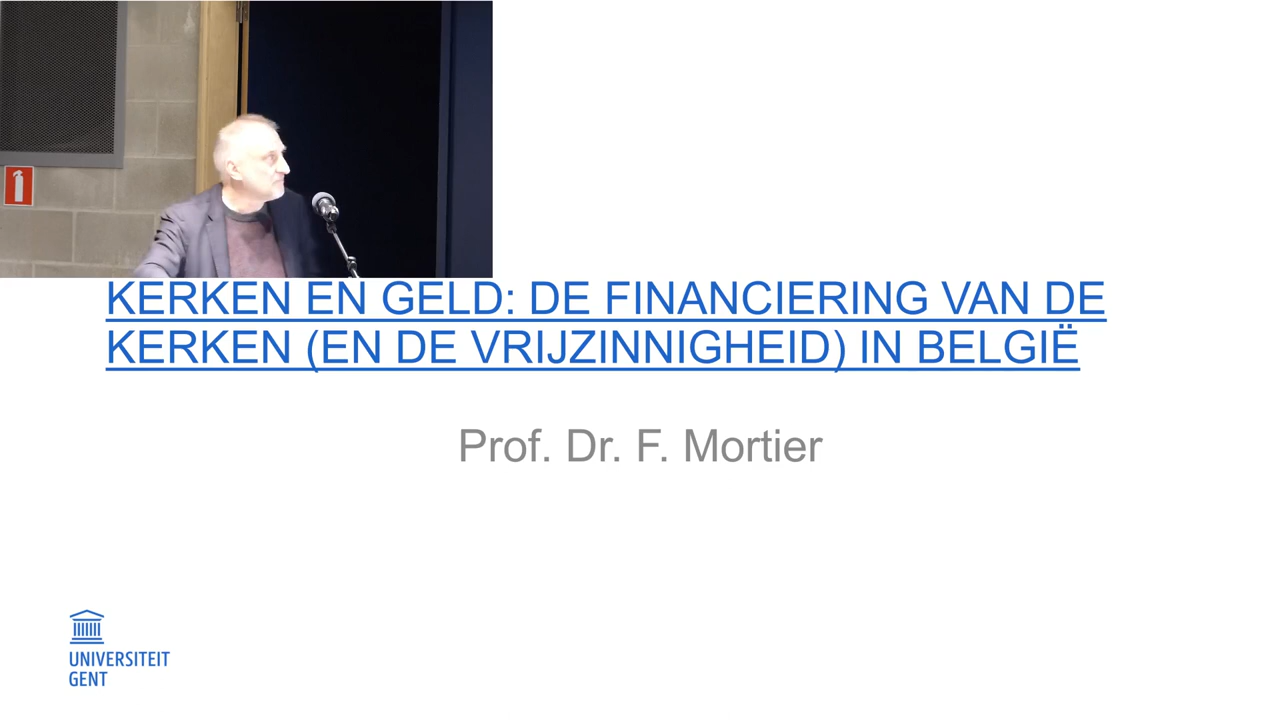 KERKEN EN GELD: DE FINANCIERING VAN DE
KERKEN (EN DE VRIJZINNIGHEID) IN BELGIË
Prof. Dr. F. Mortier
UNIVERSITEIT
GENT